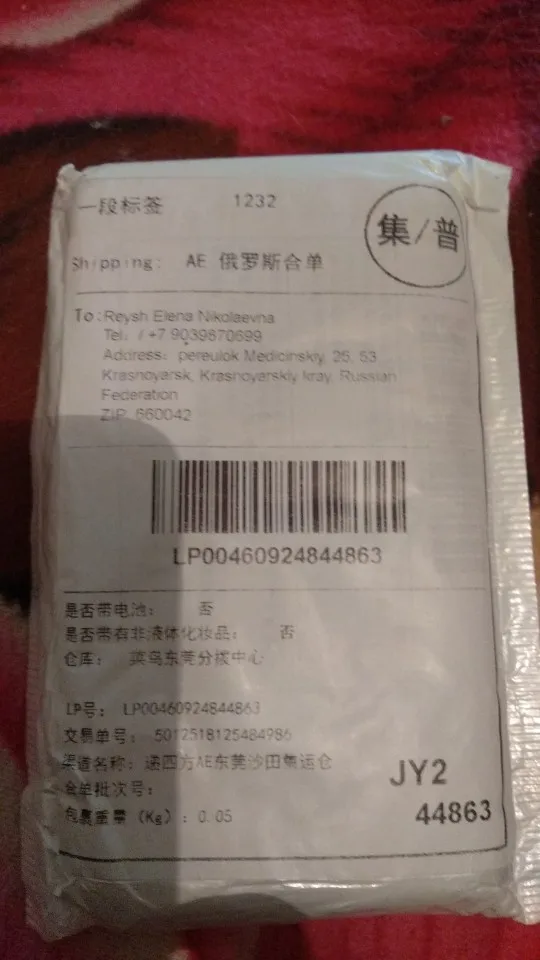 一段标签 1232
集/普
Shipping: AE 俄罗斯合单
To: Reysh Elena Nikolaevna
Tel: / +7 9039870699
Address: pereulok Medicinskiy, 25, 53
Krasnoyarsk, Krasnoyarskiy kray, Russian
Federation
ZIP: 660042
LP00460924844863
是否带电池: 否
是否带有非液体化妆品: 否
仓库: 菜鸟东莞分拨中心
LP号: LP00460924844863
交易单号: 5012518125484986
渠道名称: 递四方AE东莞沙田集运仓
合单批次号:
包裹重量 (Kg): 0.05
JY2
44863